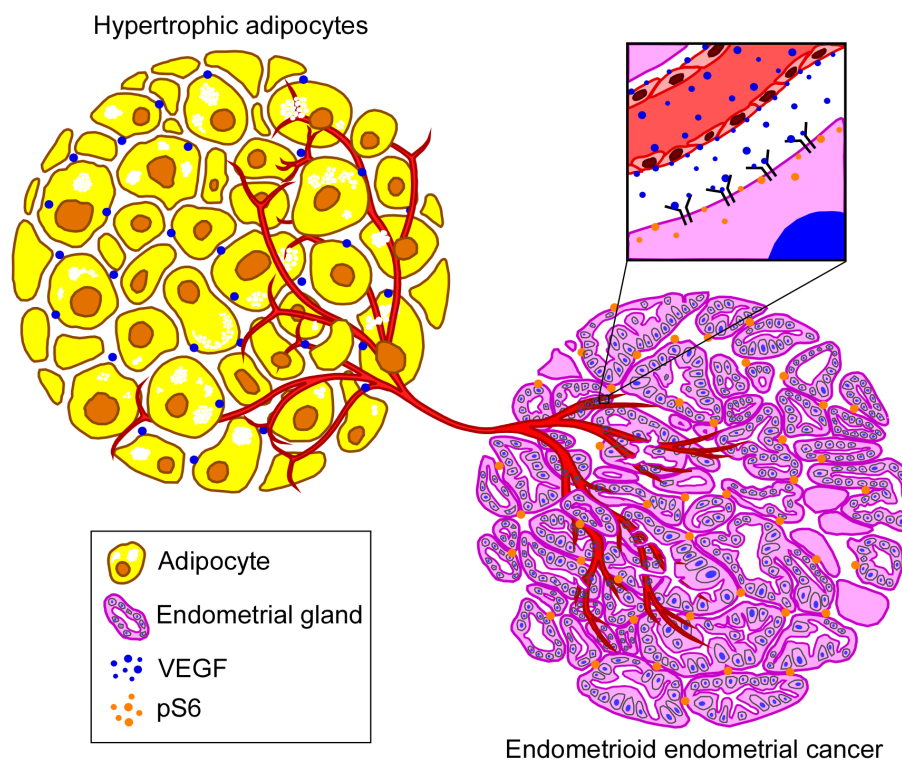 Hypertrophic adipocytes
Adipocyte
Endometrial gland
VEGF
pS6
Endometrioid endometrial cancer